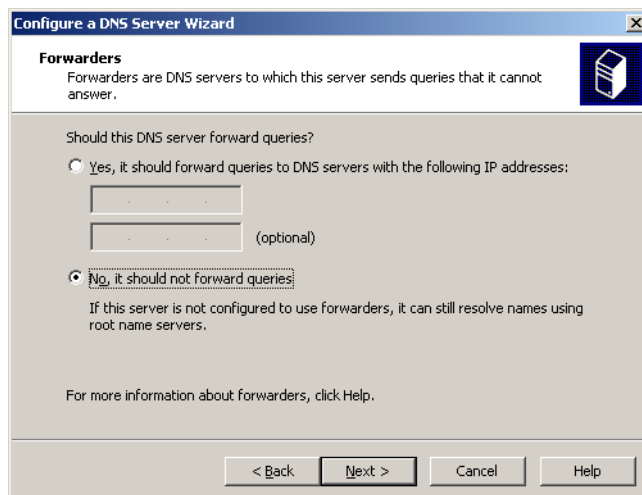 Configure a DNS Server Wizard
Forwarders
Forwarders are DNS servers to which this server sends queries that it cannot
answer.
Should this DNS server forward queries?
Yes, it should forward queries to DNS servers with the following IP addresses:
(optional)
No, it should not forward queries
If this server is not configured to use forwarders, it can still resolve names using
root name servers.
For more information about forwarders, click Help.
< Back Next > Cancel Help